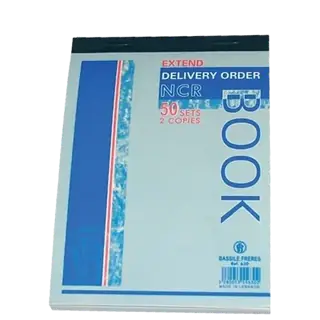 EXTEND
DELIVERY ORDER
NCR
50 SETS
2 COPIES
BOOK
BASSILE FRERES
MADE IN LEBANON